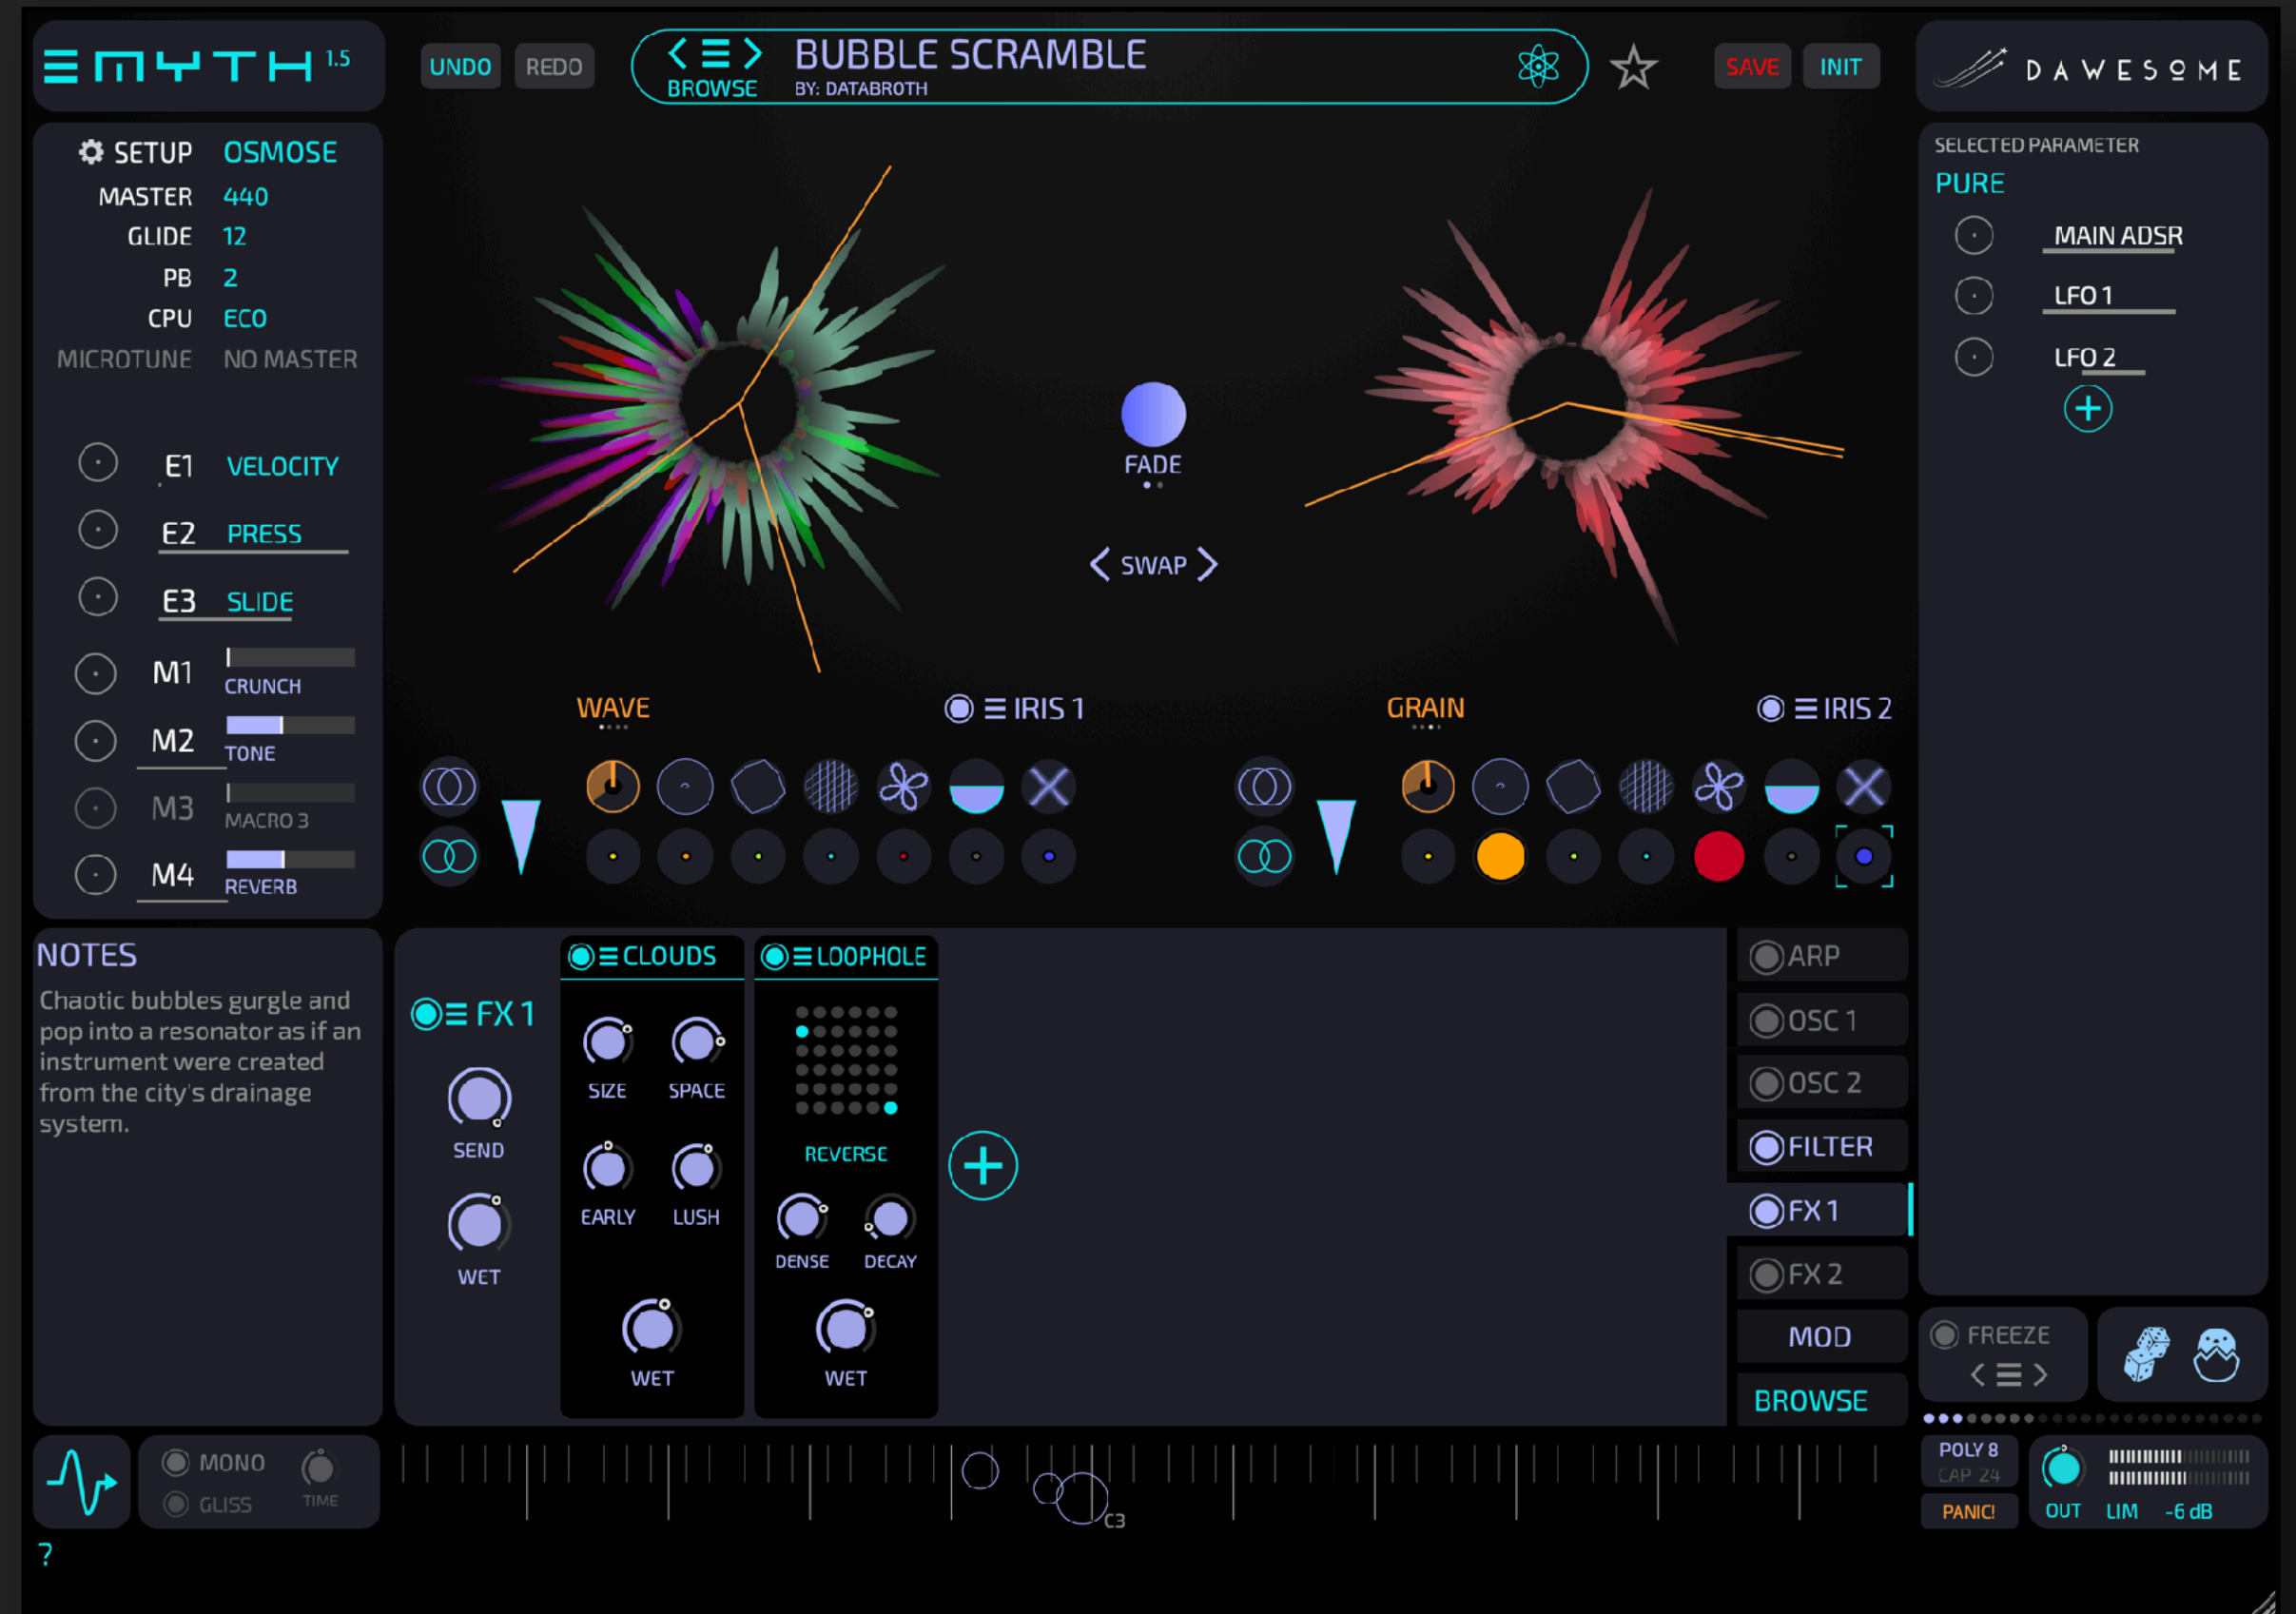 MYTH 1.5
UNDO
REDO
BROWSE
BUBBLE SCRAMBLE
BY: DATABROTH
SAVE
INIT
DAWESOME
SETUP OSMOSE
MASTER 440
GLIDE 12
PB 2
CPU ECO
MICROTUNE NO MASTER
E1 VELOCITY
E2 PRESS
E3 SLIDE
M1 CRUNCH
M2 TONE
M3 MACRO 3
M4 REVERB
FADE
SWAP
WAVE
IRIS 1
GRAIN
IRIS 2
SELECTED PARAMETER
PURE
MAIN ADSR
LFO 1
LFO 2
NOTES
Chaotic bubbles gurgle and
pop into a resonator as if an
instrument were created
from the city's drainage
system.
FX 1
SEND
WET
CLOUDS
SIZE SPACE
EARLY LUSH
WET
LOOPHOLE
REVERSE
DENSE DECAY
WET
ARP
OSC 1
OSC 2
FILTER
FX 1
FX 2
MOD
BROWSE
FREEZE
MONO
GLISS
TIME
C3
POLY 8
CAP 24
PANIC!
OUT LIM -6 dB
?